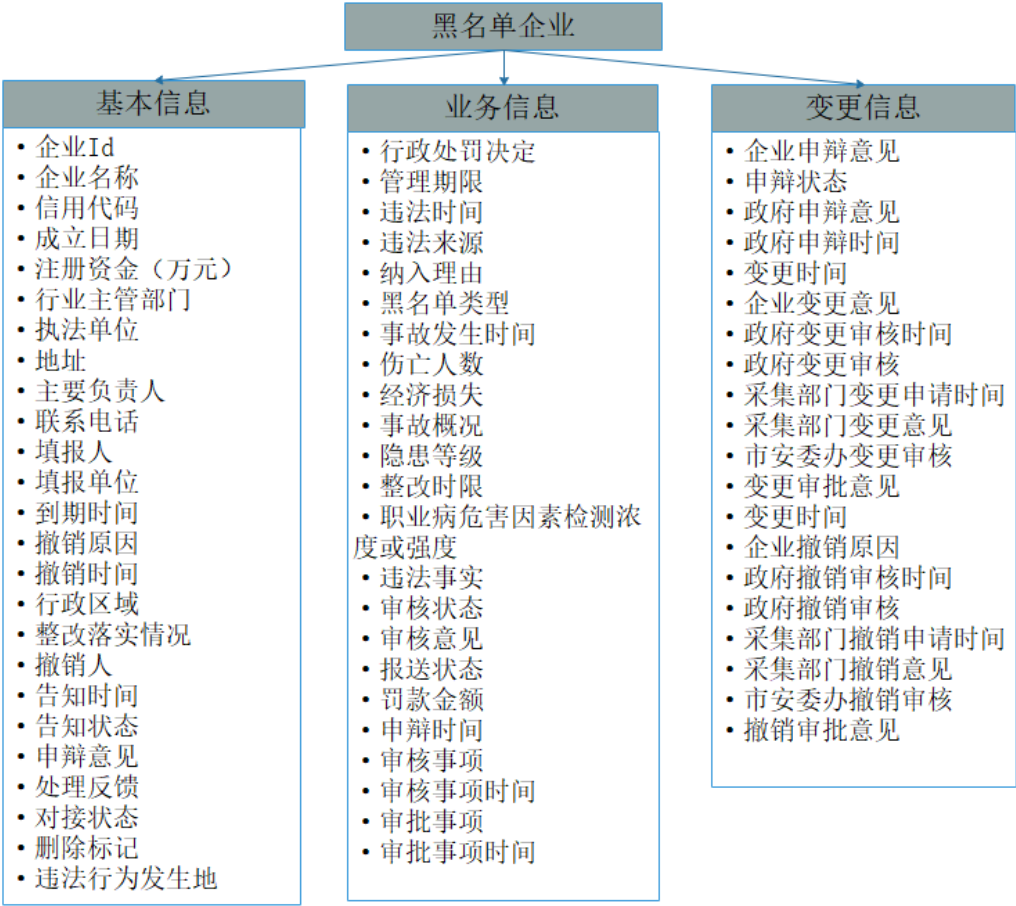 黑名单企业
基本信息
• 企业Id
• 企业名称
• 信用代码
• 成立日期
• 注册资金（万元）
• 行业主管部门
• 执法单位
• 地址
• 主要负责人
• 联系电话
• 填报人
• 填报单位
• 到期时间
• 撤销原因
• 撤销时间
• 行政区域
• 整改落实情况
• 撤销人
• 告知时间
• 告知状态
• 申辩意见
• 处理反馈
• 对接状态
• 删除标记
• 违法行为发生地
业务信息
• 行政处罚决定
• 管理期限
• 违法时间
• 违法来源
• 纳入理由
• 黑名单类型
• 事故发生时间
• 伤亡人数
• 经济损失
• 事故概况
• 隐患等级
• 整改时限
• 职业病危害因素检测浓
度或强度
• 违法事实
• 审核状态
• 审核意见
• 报送状态
• 罚款金额
• 申辩时间
• 审核事项
• 审核事项时间
• 审批事项
• 审批事项时间
变更信息
• 企业申辩意见
• 申辩状态
• 政府申辩意见
• 政府申辩时间
• 变更时间
• 企业变更意见
• 政府变更审核时间
• 政府变更审核
• 采集部门变更申请时间
• 采集部门变更意见
• 市安委办变更审核
• 变更审批意见
• 变更时间
• 企业撤销原因
• 政府撤销审核时间
• 政府撤销审核
• 采集部门撤销申请时间
• 采集部门撤销意见
• 市安委办撤销审核
• 撤销审批意见